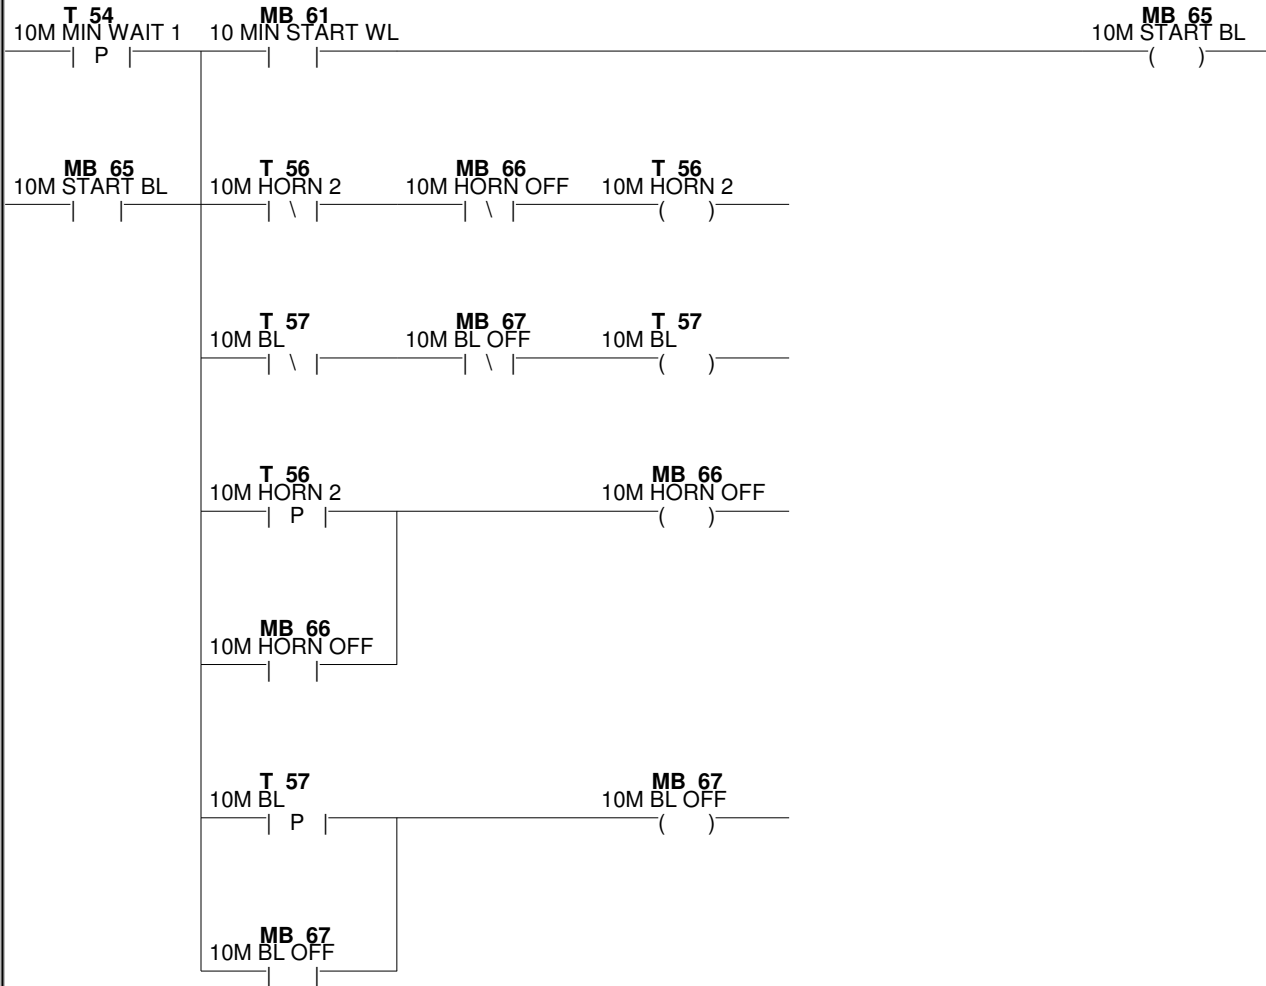 T 54 MB 61 MB 65
10M MIN WAIT 1 10 MIN START WL 10M START BL
| P | | | ( )
MB 65 T 56 MB 66 T 56
10M START BL 10M HORN 2 10M HORN OFF 10M HORN 2
| | | \ | | \ | ( )
T 57 MB 67 T 57
10M BL 10M BL OFF 10M BL
| \ | | \ | ( )
T 56 MB 66
10M HORN 2 10M HORN OFF
| P | ( )
MB 66
10M HORN OFF
| |
T 57 MB 67
10M BL 10M BL OFF
| P | ( )
MB 67
10M BL OFF
| |